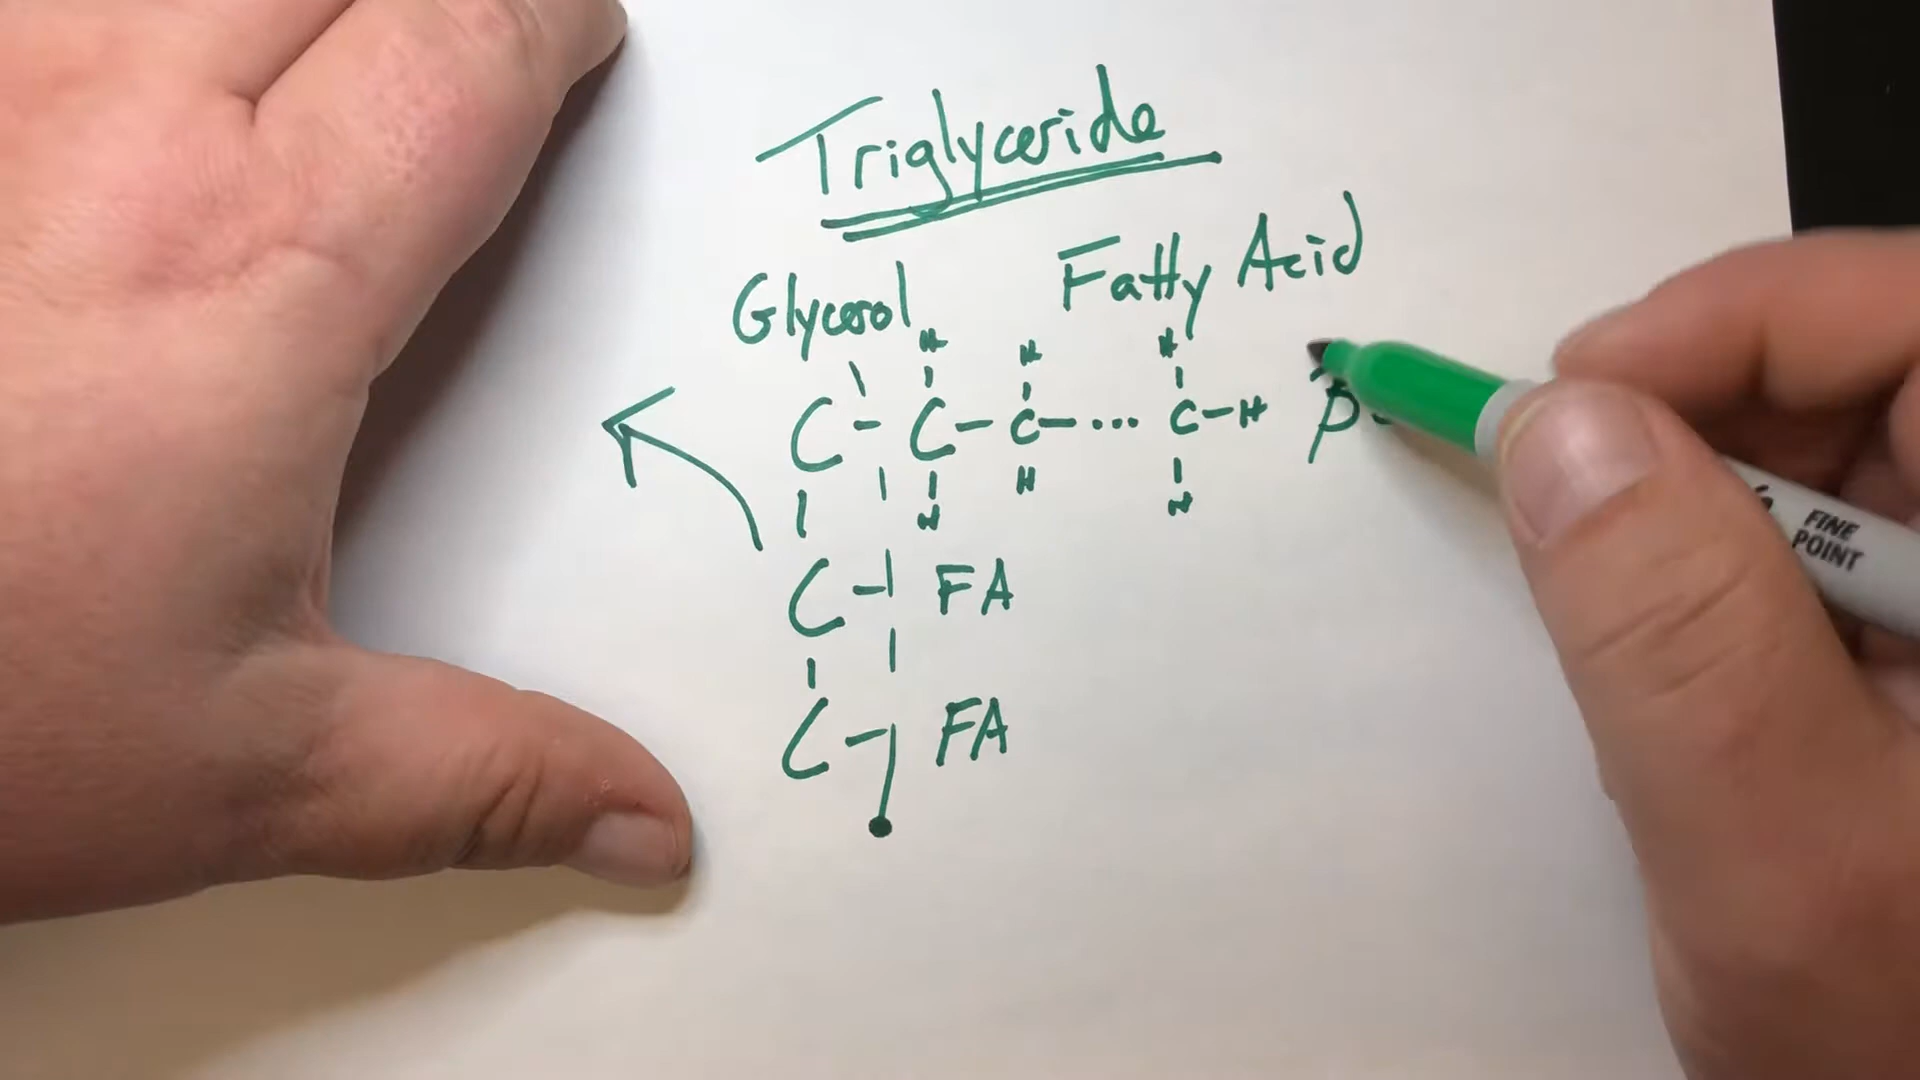 Triglyceride
Glycerol Fatty Acid
H H H
C - C - C - ... C - H
H H H
C - FA
C - FA
FINE
POINT